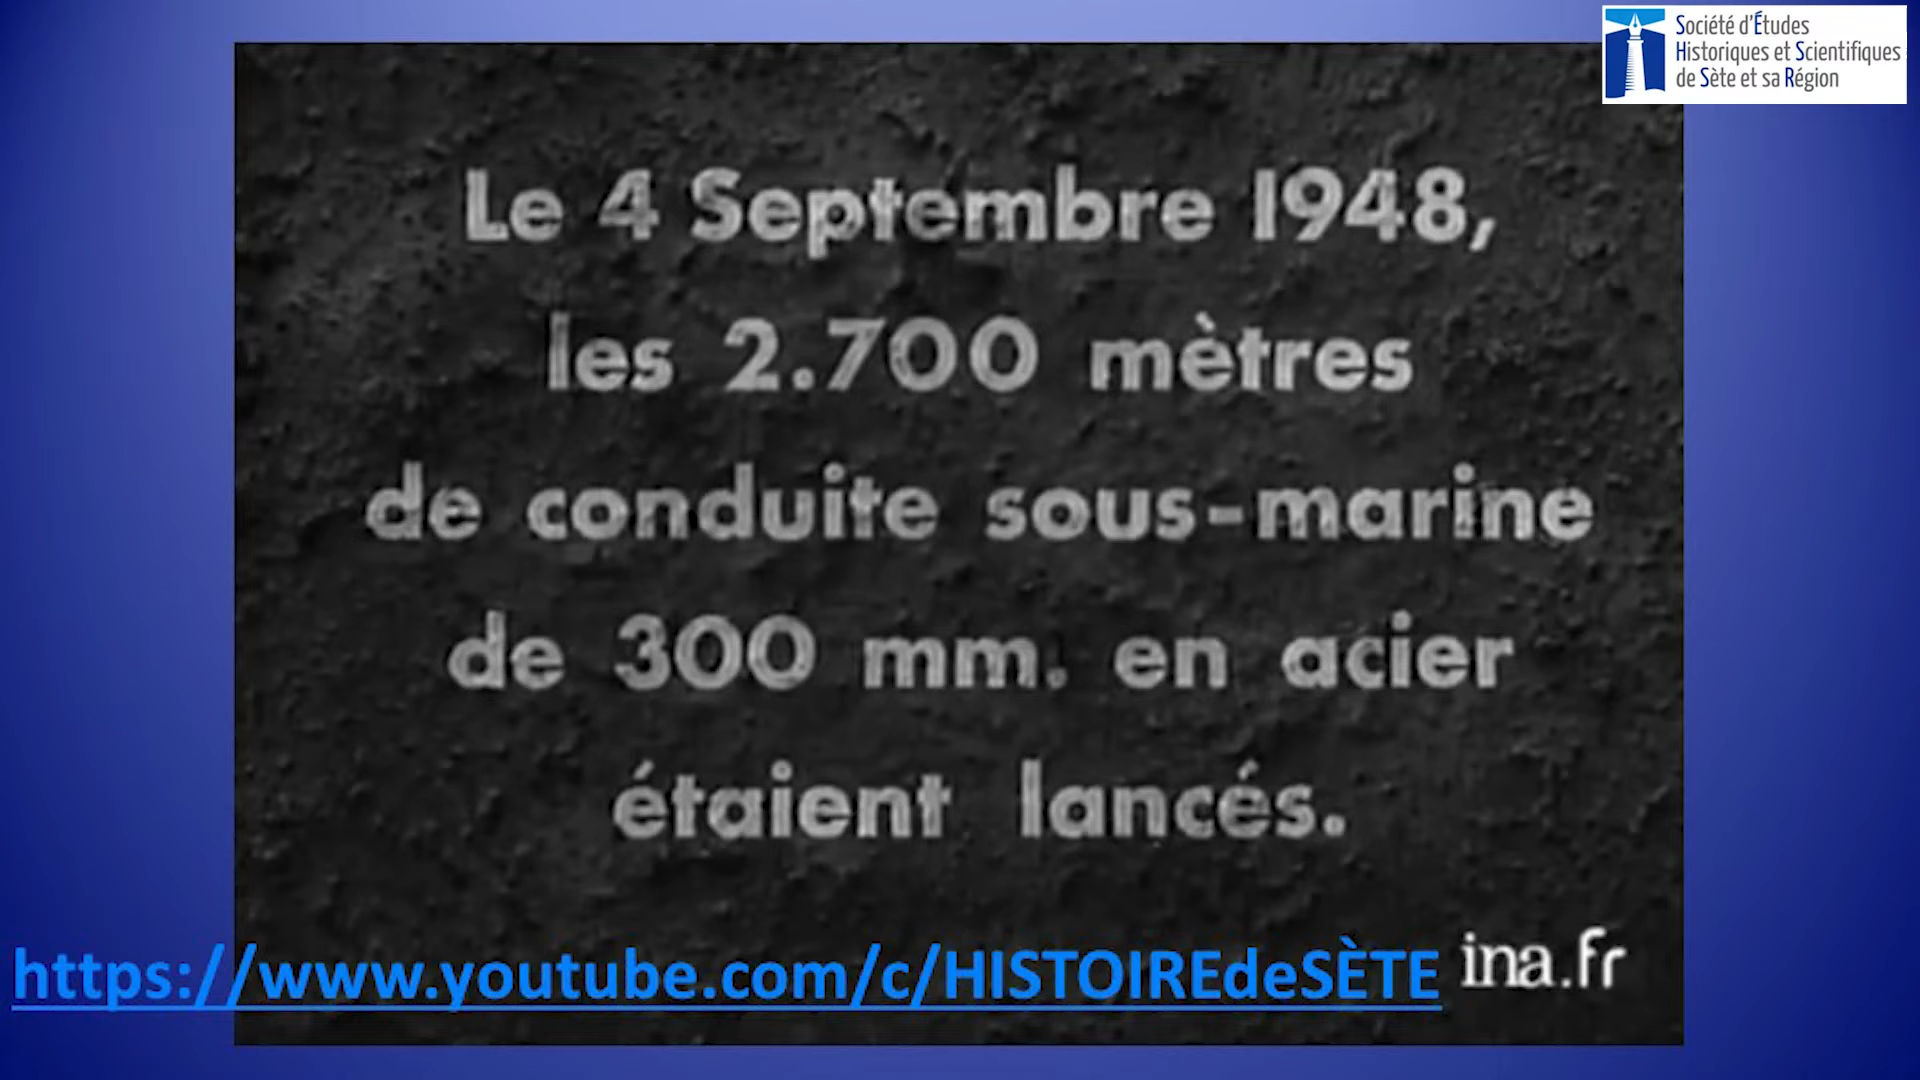 Société d'Études
Historiques et Scientifiques
de Sète et sa Région
Le 4 Septembre 1948,
les 2.700 mètres
de conduite sous-marine
de 300 mm. en acier
étaient lancés.
https://www.youtube.com/c/HISTOIREdeSÈTE
ina.fr